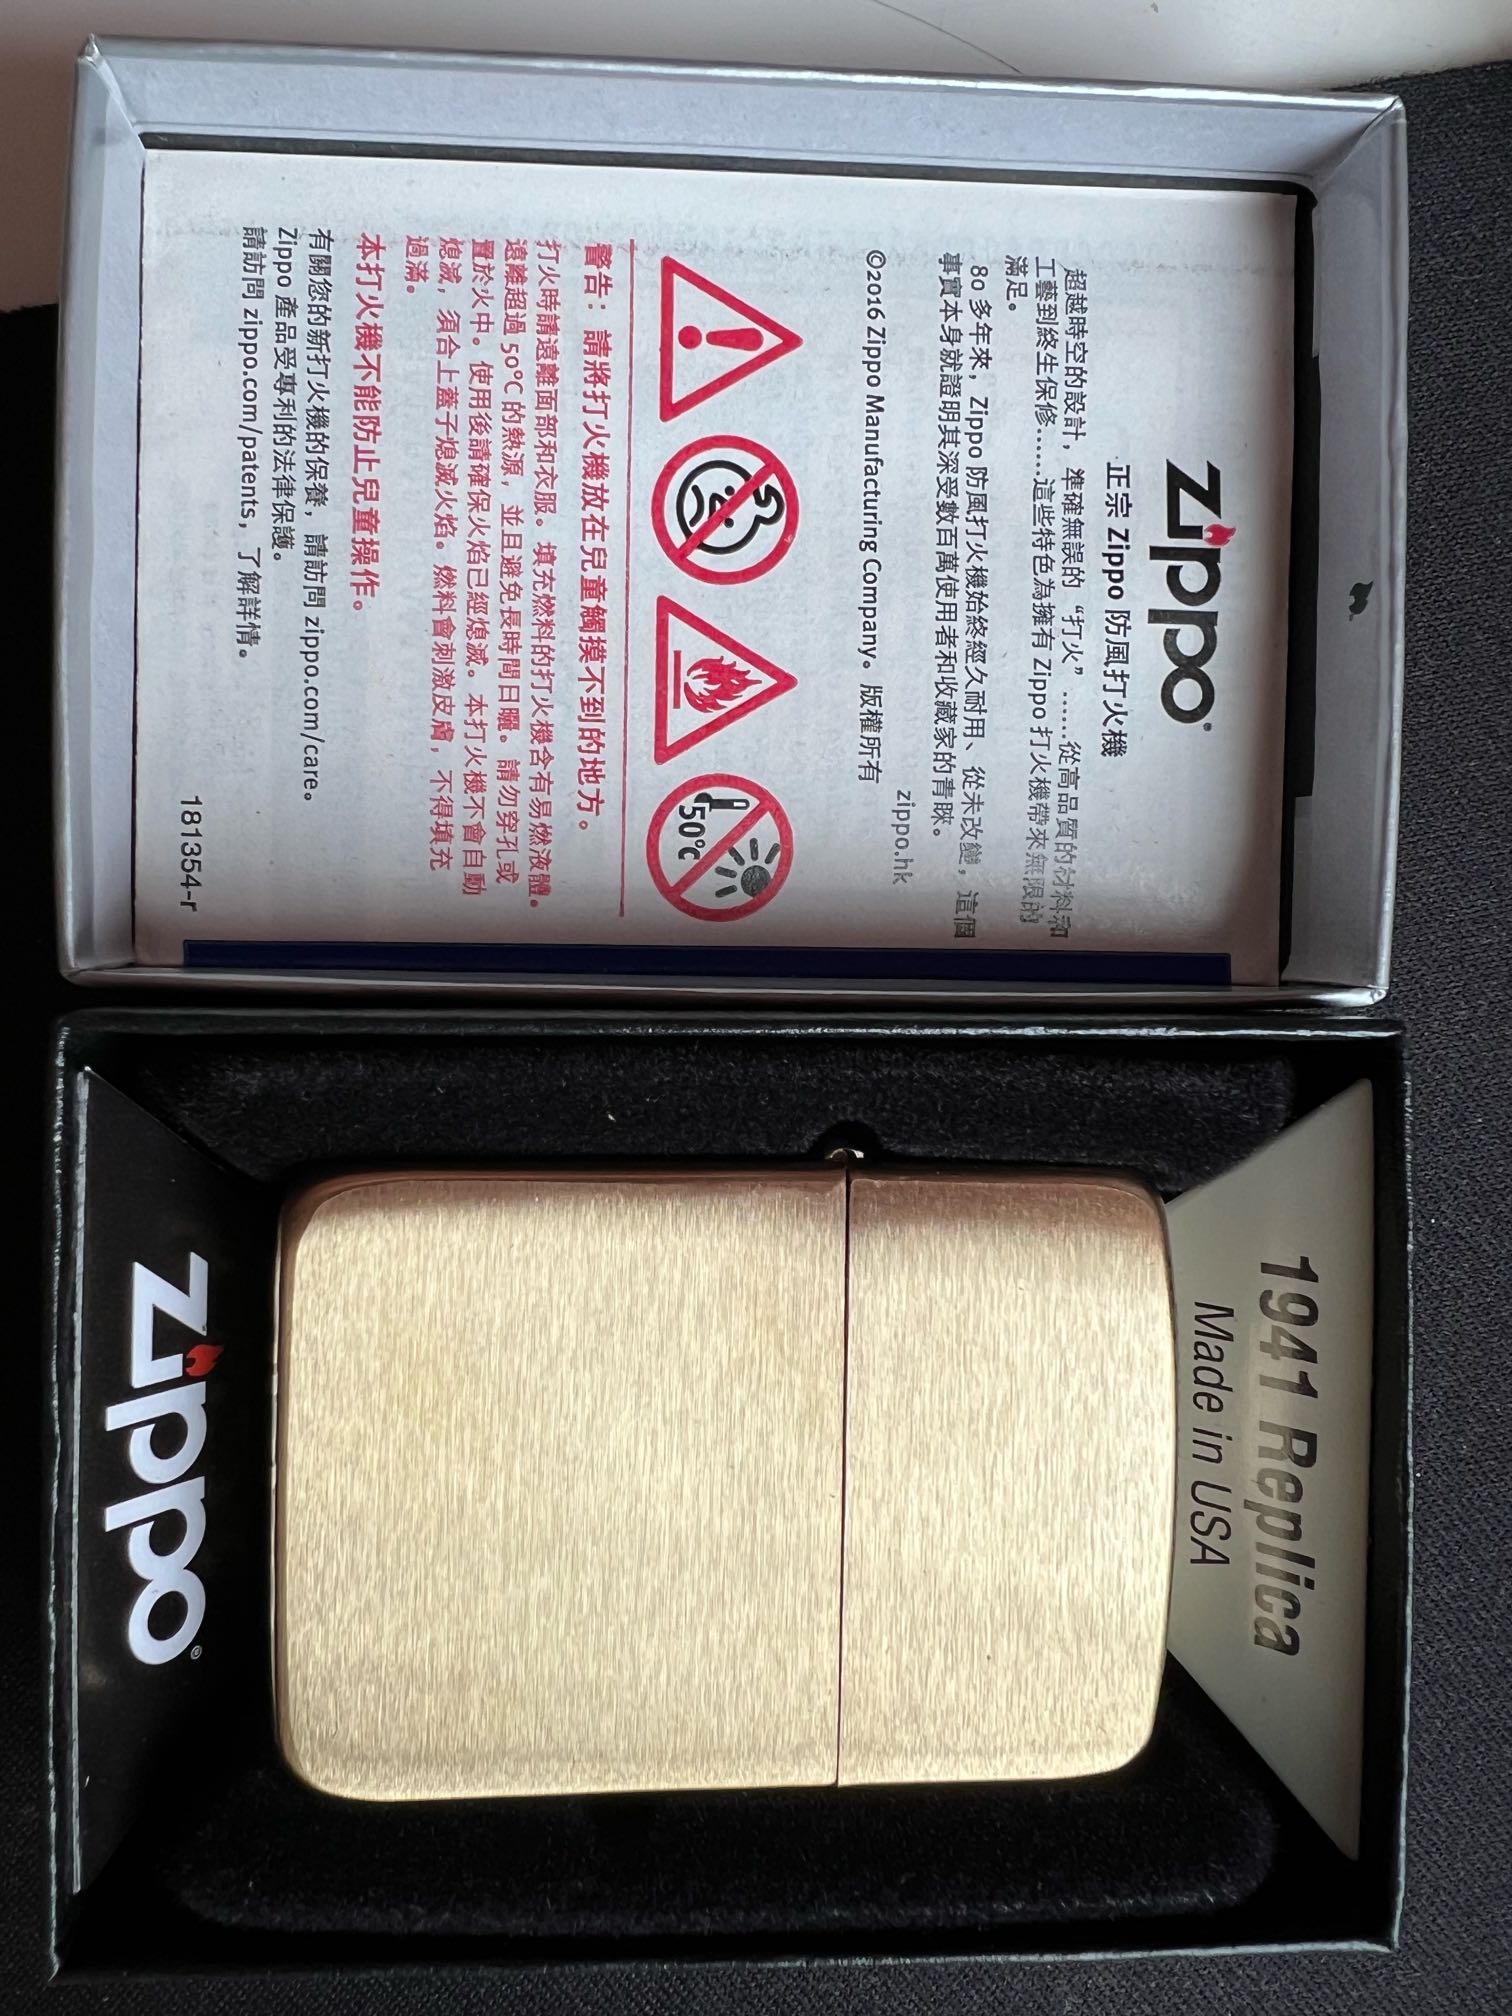 zippo®
正宗 Zippo 防風打火機
超越時空的設計，準確無誤的“打火”……從高品質的材料和
工藝到終生保修……這些特色為擁有 Zippo 打火機帶來無限的
滿足。
80 多年來，Zippo 防風打火機始終經久耐用、從未改變，這個
事實本身就證明其深受數百萬使用者和收藏家的青睞。
zippo.hk
©2016 Zippo Manufacturing Company。版權所有
50°C
警告：請將打火機放在兒童觸摸不到的地方。
打火時請遠離面部和衣服。填充燃料的打火機含有易燃液體。
遠離超過 50°C 的熱源，並且避免長時間日曬。請勿穿孔或
置於火中。使用後請確保火焰已經熄滅。本打火機不會自動
熄滅，須合上蓋子熄滅火焰。燃料會刺激皮膚，不得填充
過滿。
本打火機不能防止兒童操作。
有關您的新打火機的保養，請訪問 zippo.com/care。
Zippo 產品受專利的法律保護。
請訪問 zippo.com/patents，了解詳情。
181354-r
1941 Replica
Made in USA
zippo®